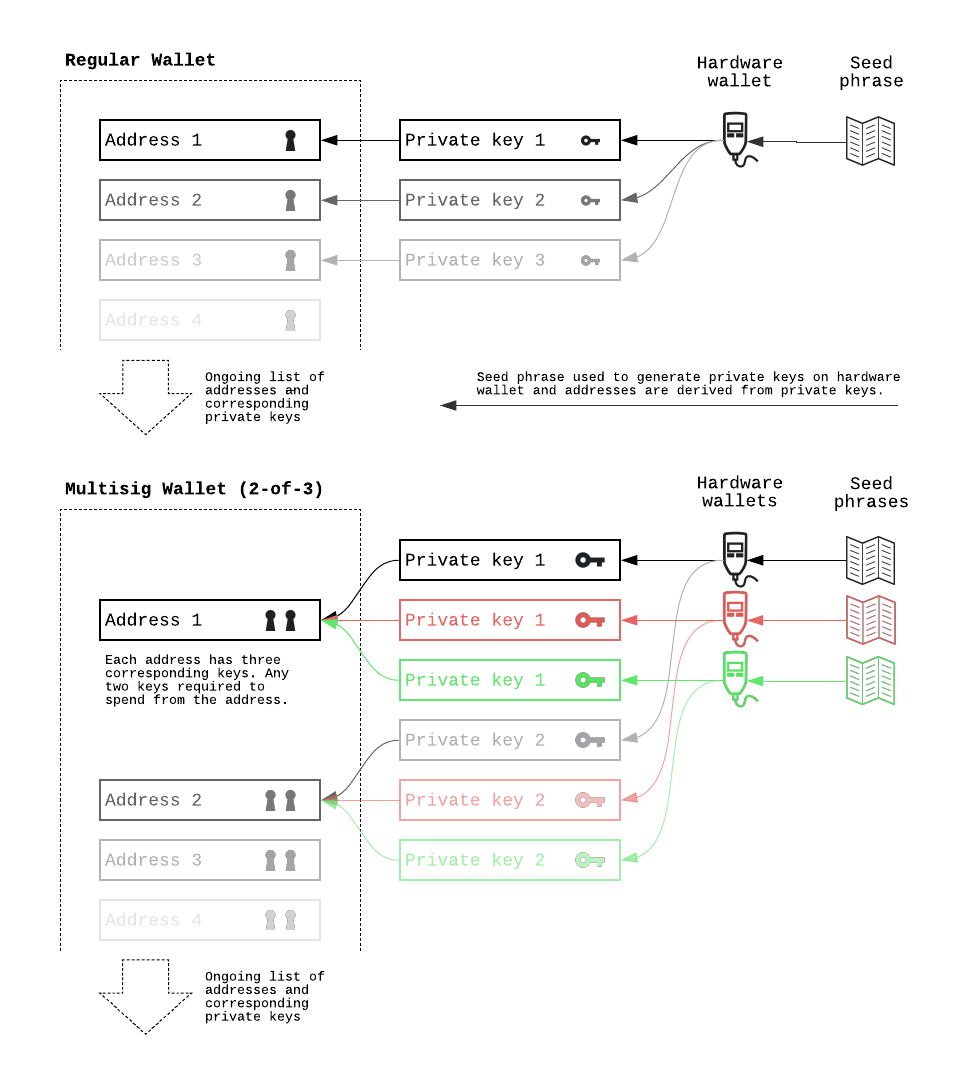 Regular Wallet
Hardware
wallet
Seed
phrase
Address 1
Private key 1
Address 2
Private key 2
Address 3
Private key 3
Address 4
Ongoing list of
addresses and
corresponding
private keys
Seed phrase used to generate private keys on hardware
wallet and addresses are derived from private keys.
Multisig Wallet (2-of-3)
Hardware
wallets
Seed
phrases
Private key 1
Address 1
Private key 1
Each address has three
corresponding keys. Any
two keys required to
spend from the address.
Private key 1
Private key 2
Address 2
Private key 2
Address 3
Private key 2
Address 4
Ongoing list of
addresses and
corresponding
private keys